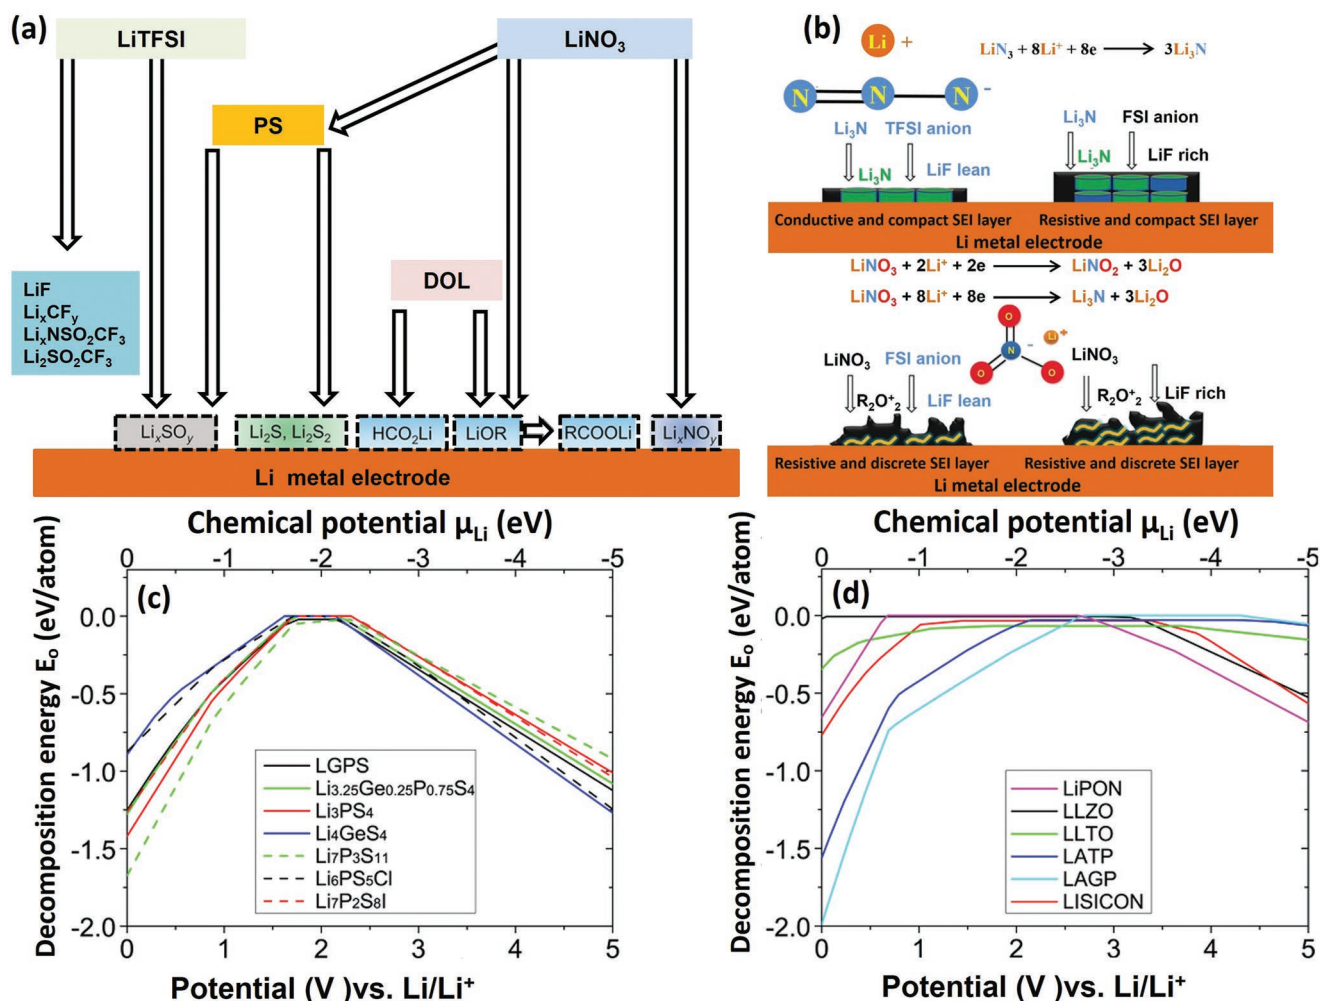 (a)
LiTFSI
LiNO₃
PS
DOL
LiF
LiₓCFᵧ
LiₓNSO₂CF₃
Li₂SO₂CF₃
LiₓSOᵧ
Li₂S, Li₂S₂
HCO₂Li
LiOR
RCOOLi
LiₓNOᵧ
Li metal electrode
(b)
Li +
LiN₃ + 8Li⁺ + 8e → 3Li₃N
N N N -
Li₃N TFSI anion
LiF lean
Li₃N
Li₃N FSI anion
LiF rich
Li₃N
Conductive and compact SEI layer
Resistive and compact SEI layer
Li metal electrode
LiNO₃ + 2Li⁺ + 2e → LiNO₂ + 3Li₂O
LiNO₃ + 8Li⁺ + 8e → Li₃N + 3Li₂O
O
N -
O
O
Li +
LiNO₃ FSI anion
R₂O⁺₂ LiF lean
LiNO₃
R₂O⁺₂ LiF rich
Resistive and discrete SEI layer
Resistive and discrete SEI layer
Li metal electrode
Chemical potential μLi (eV)
0 -1 -2 -3 -4 -5
(c)
Decomposition energy Eₒ (eV/atom)
0.0
-0.5
-1.0
-1.5
-2.0
LGPS
Li₃.₂₅Ge₀.₂₅P₀.₇₅S₄
Li₃PS₄
Li₄GeS₄
Li₇P₃S₁₁
Li₆PS₅Cl
Li₇P₂S₈I
0 1 2 3 4 5
Potential (V )vs. Li/Li⁺
Chemical potential μLi (eV)
0 -1 -2 -3 -4 -5
(d)
Decomposition energy Eₒ (eV/atom)
0.0
-0.5
-1.0
-1.5
-2.0
LiPON
LLZO
LLTO
LATP
LAGP
LISICON
0 1 2 3 4 5
Potential (V )vs. Li/Li⁺